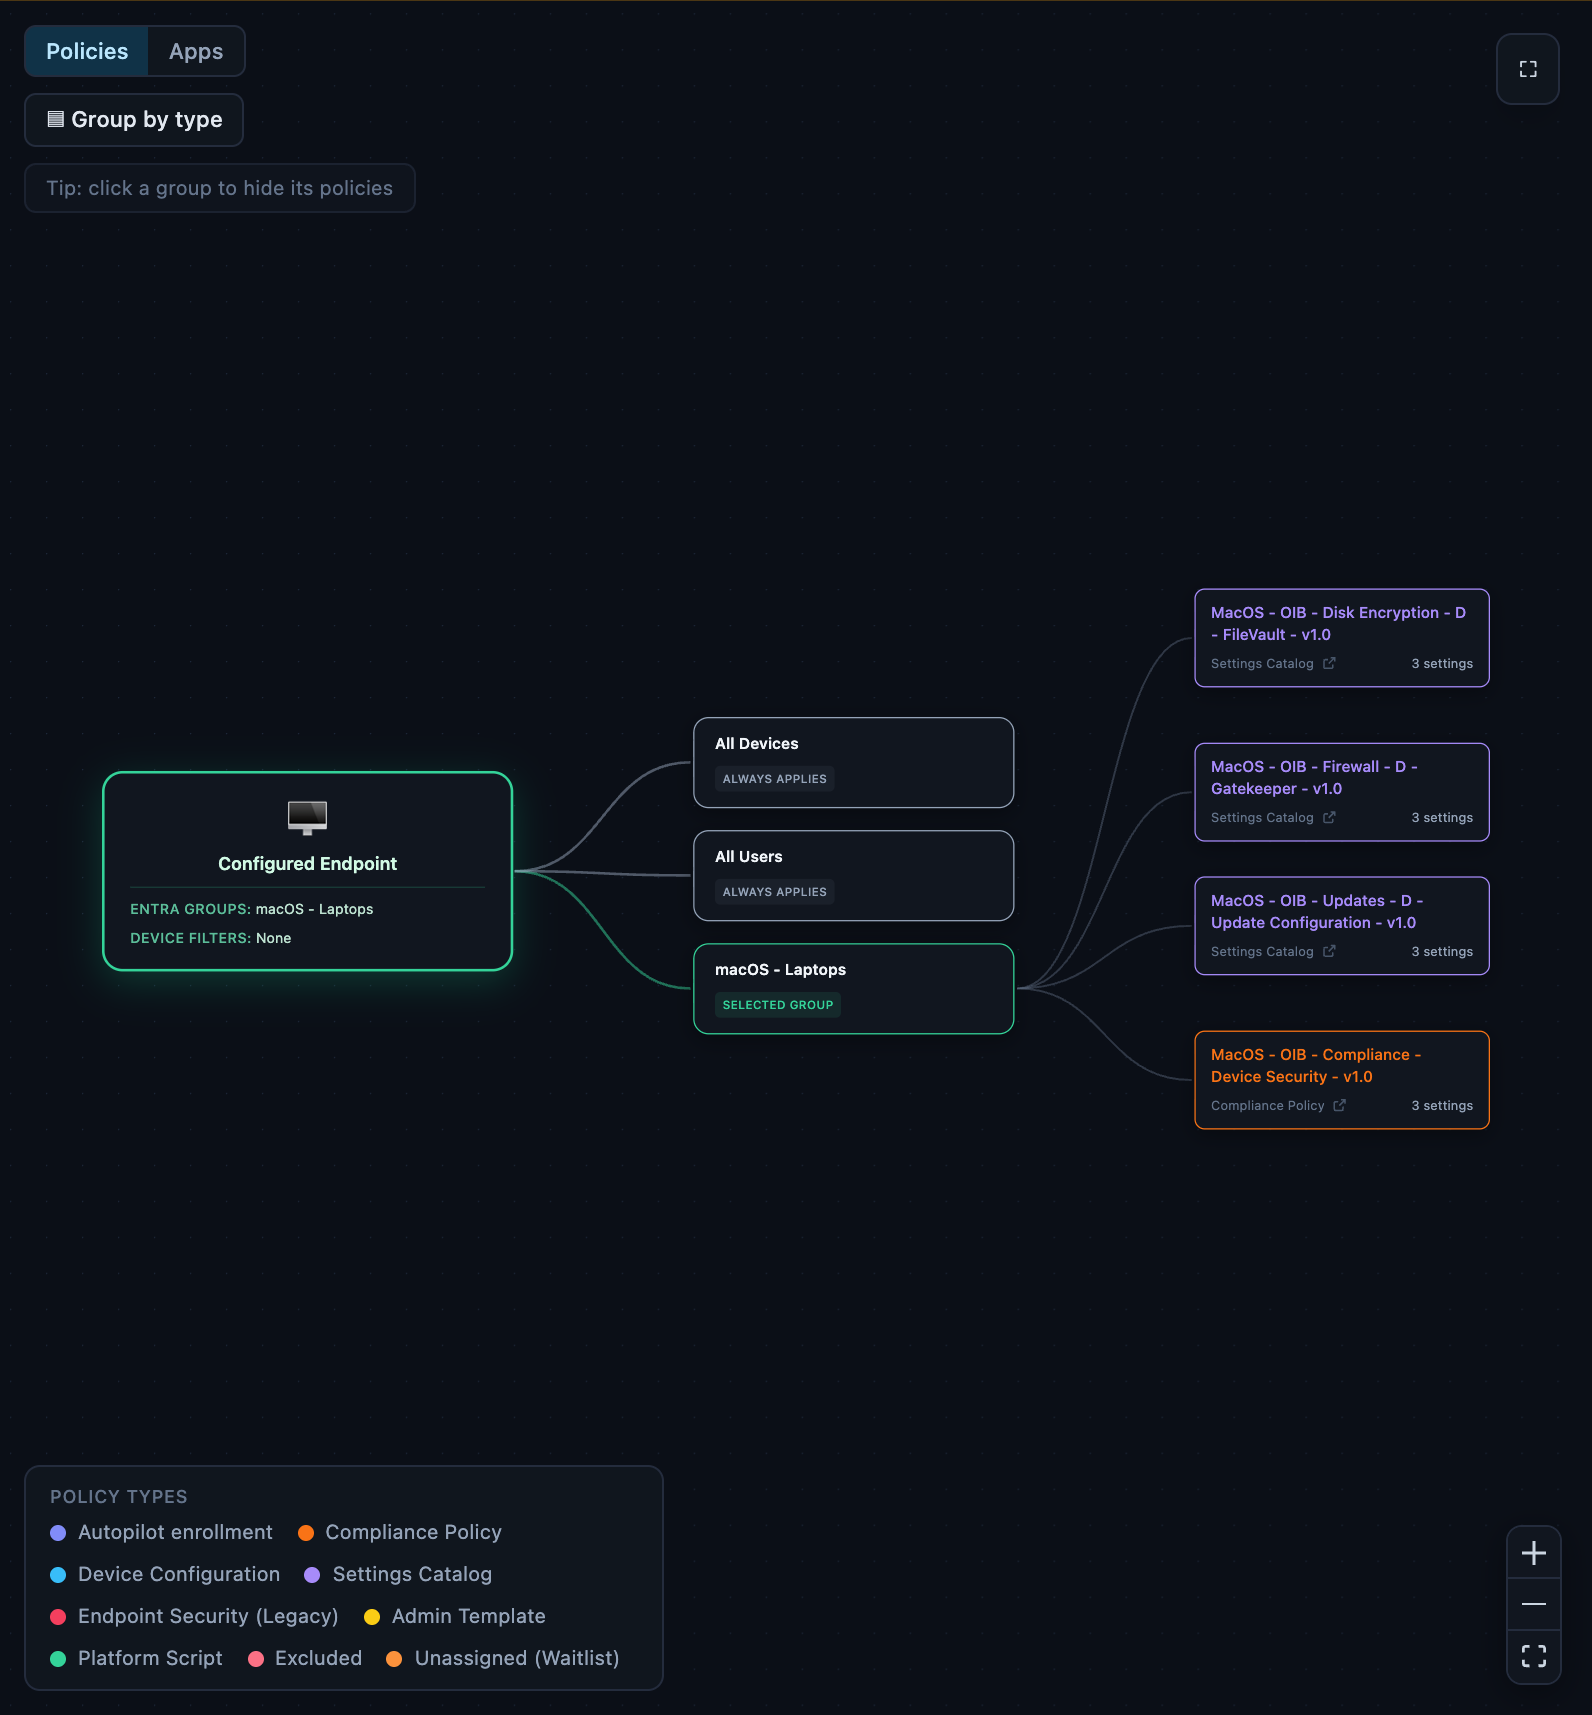 Policies
Apps
Group by type
Tip: click a group to hide its policies
MacOS - OIB - Disk Encryption - D
- FileVault - v1.0
Settings Catalog
3 settings
All Devices
ALWAYS APPLIES
MacOS - OIB - Firewall - D -
Gatekeeper - v1.0
Settings Catalog
3 settings
Configured Endpoint
ENTRA GROUPS: macOS - Laptops
DEVICE FILTERS: None
All Users
ALWAYS APPLIES
MacOS - OIB - Updates - D -
Update Configuration - v1.0
Settings Catalog
3 settings
macOS - Laptops
SELECTED GROUP
MacOS - OIB - Compliance -
Device Security - v1.0
Compliance Policy
3 settings
POLICY TYPES
Autopilot enrollment
Compliance Policy
Device Configuration
Settings Catalog
Endpoint Security (Legacy)
Admin Template
Platform Script
Excluded
Unassigned (Waitlist)